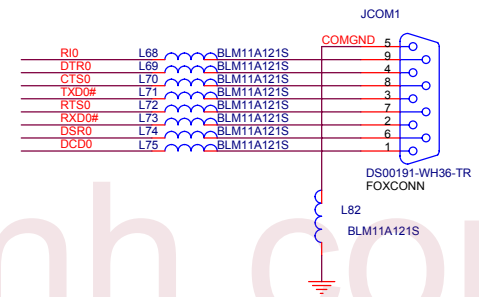 JCOM1
COMGND 5
RI0 L68 BLM11A121S 9
DTR0 L69 BLM11A121S 4
CTS0 L70 BLM11A121S 8
TXD0# L71 BLM11A121S 3
RTS0 L72 BLM11A121S 7
RXD0# L73 BLM11A121S 2
DSR0 L74 BLM11A121S 6
DCD0 L75 BLM11A121S 1
DS00191-WH36-TR
FOXCONN
L82
BLM11A121S